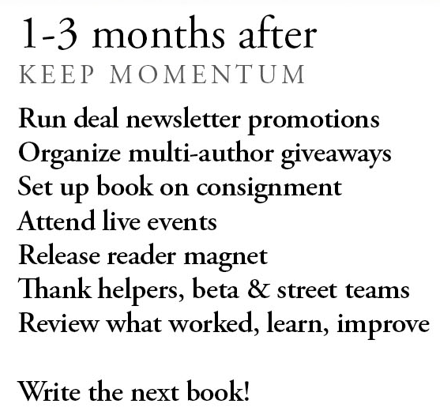 1-3 months after
KEEP MOMENTUM
Run deal newsletter promotions
Organize multi-author giveaways
Set up book on consignment
Attend live events
Release reader magnet
Thank helpers, beta & street teams
Review what worked, learn, improve
Write the next book!